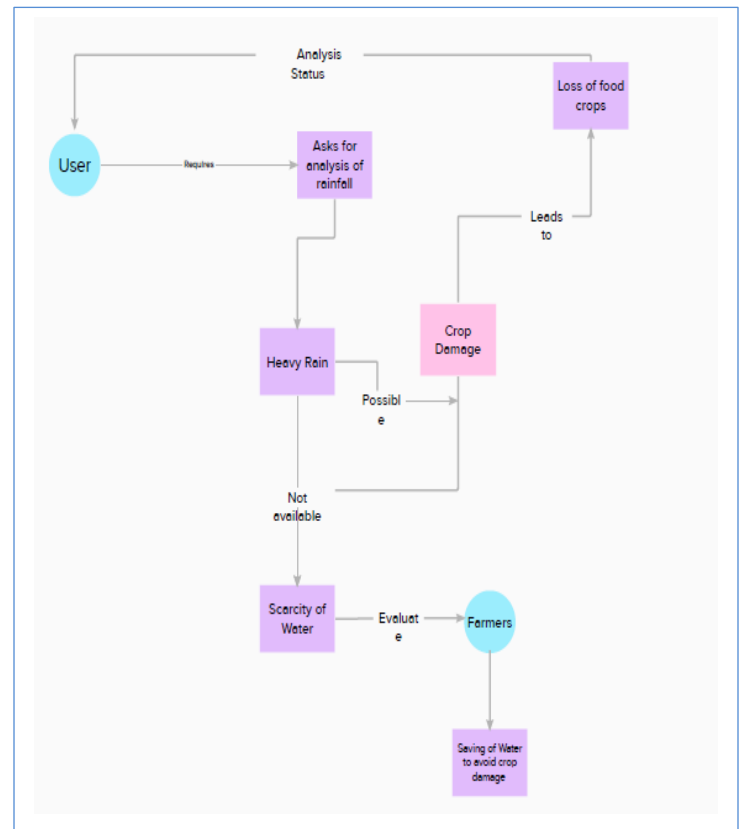 Analysis
Status
Loss of food
crops
User
Requires
Asks for
analysis of
rainfall
Leads
to
Crop
Damage
Heavy Rain
Possibl
e
Not
available
Scarcity of
Water
Evaluat
e
Farmers
Saving of Water
to avoid crop
damage